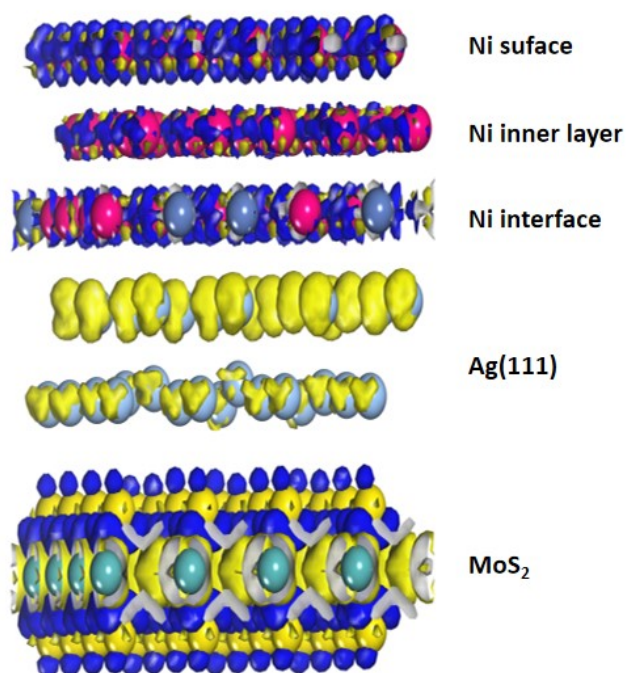 Ni suface
Ni inner layer
Ni interface
Ag(111)
MoS₂